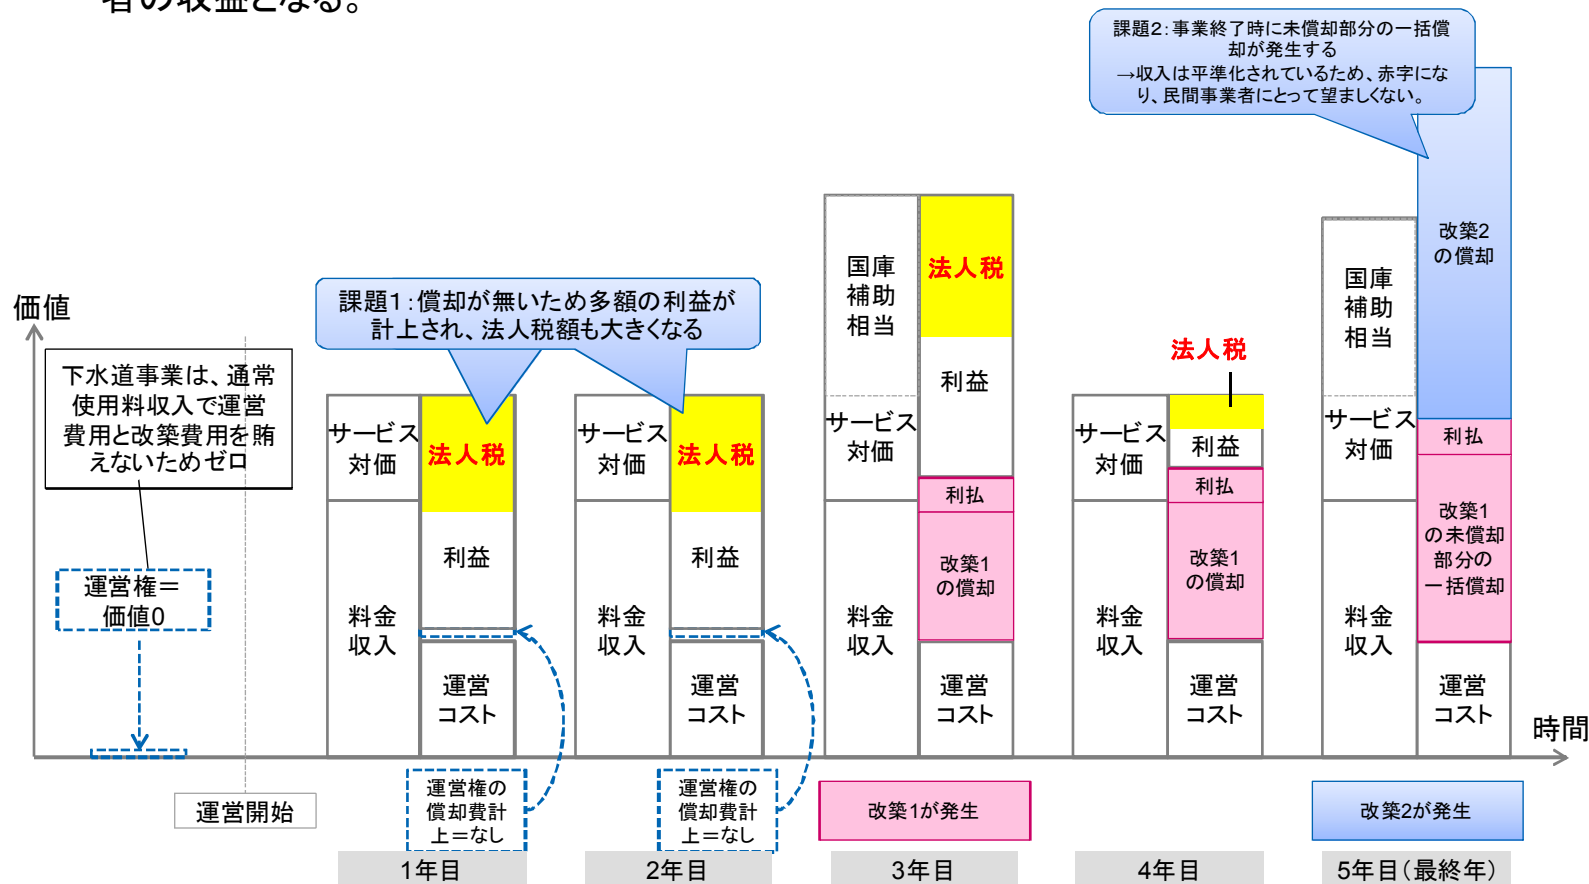 者の収益となる。
課題2：事業終了時に未償却部分の一括償
却が発生する
→収入は平準化されているため、赤字にな
り、民間事業者にとって望ましくない。
課題1：償却が無いため多額の利益が
計上され、法人税額も大きくなる
価値
下水道事業は、通常
使用料収入で運営
費用と改築費用を賄
えないためゼロ
運営権＝
価値0
運営開始
サービス
対価
料金
収入
法人税
利益
運営
コスト
運営権の
償却費計
上＝なし
1年目
サービス
対価
料金
収入
法人税
利益
運営
コスト
運営権の
償却費計
上＝なし
2年目
国庫
補助
相当
サービス
対価
料金
収入
法人税
利益
利払
改築1
の償却
運営
コスト
改築1が発生
3年目
サービス
対価
料金
収入
法人税
利益
利払
改築1
の償却
運営
コスト
4年目
国庫
補助
相当
サービス
対価
料金
収入
改築2
の償却
利払
改築1
の未償却
部分の
一括償却
運営
コスト
改築2が発生
5年目（最終年）
時間